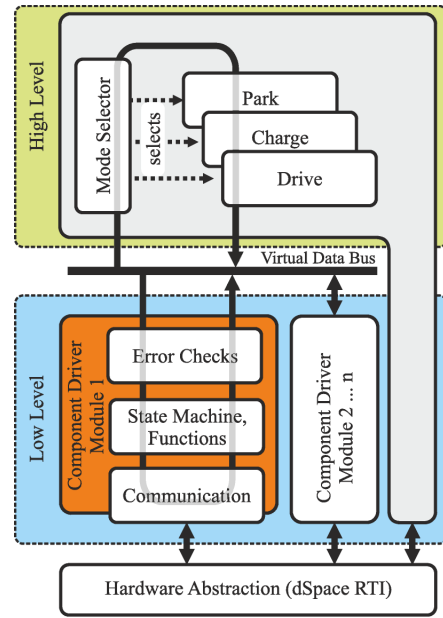 High Level
Mode Selector
selects
Park
Charge
Drive
Virtual Data Bus
Low Level
Component Driver
Module 1
Error Checks
State Machine,
Functions
Communication
Component Driver
Module 2 ... n
Hardware Abstraction (dSpace RTI)